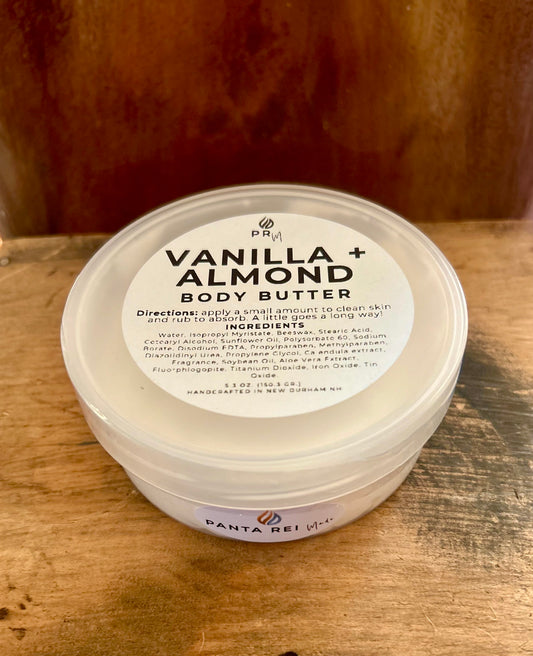 PR M
VANILLA +
ALMOND
BODY BUTTER
Directions: apply a small amount to clean skin
and rub to absorb. A little goes a long way!
INGREDIENTS
Water, Isopropyl Myristate, Beeswax, Stearic Acid,
Cetearyl Alcohol, Sunflower Oil, Polysorbate 60, Sodium
Borate, Disodium EDTA, Propylparaben, Methylparaben,
Diazolidinyl Urea, Propylene Glycol, Calendula extract,
Fragrance, Soybean Oil, Aloe Vera Extract,
Fluorphlogopite, Titanium Dioxide, Iron Oxide, Tin
Oxide.
5.3 OZ. (150.3 GR.)
HANDCRAFTED IN NEW DURHAM NH
PANTA REI Made